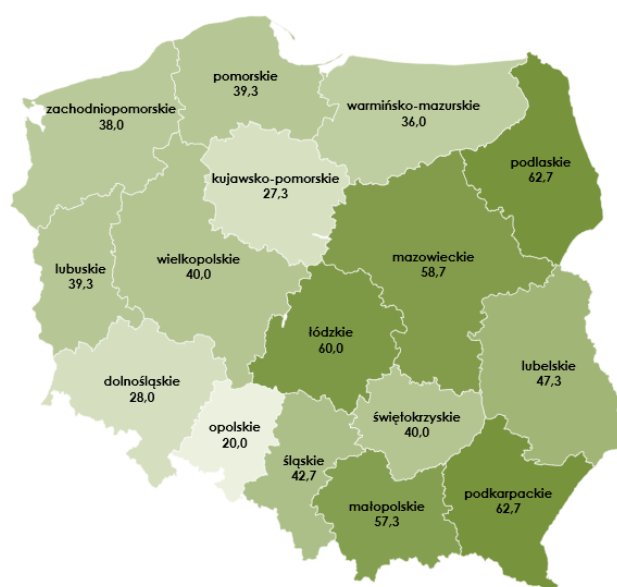 pomorskie
39,3
zachodniopomorskie
38,0
warmińsko-mazurskie
36,0
podlaskie
62,7
kujawsko-pomorskie
27,3
mazowieckie
58,7
wielkopolskie
40,0
lubuskie
39,3
łódzkie
60,0
lubelskie
47,3
dolnośląskie
28,0
świętokrzyskie
40,0
opolskie
20,0
śląskie
42,7
podkarpackie
62,7
małopolskie
57,3